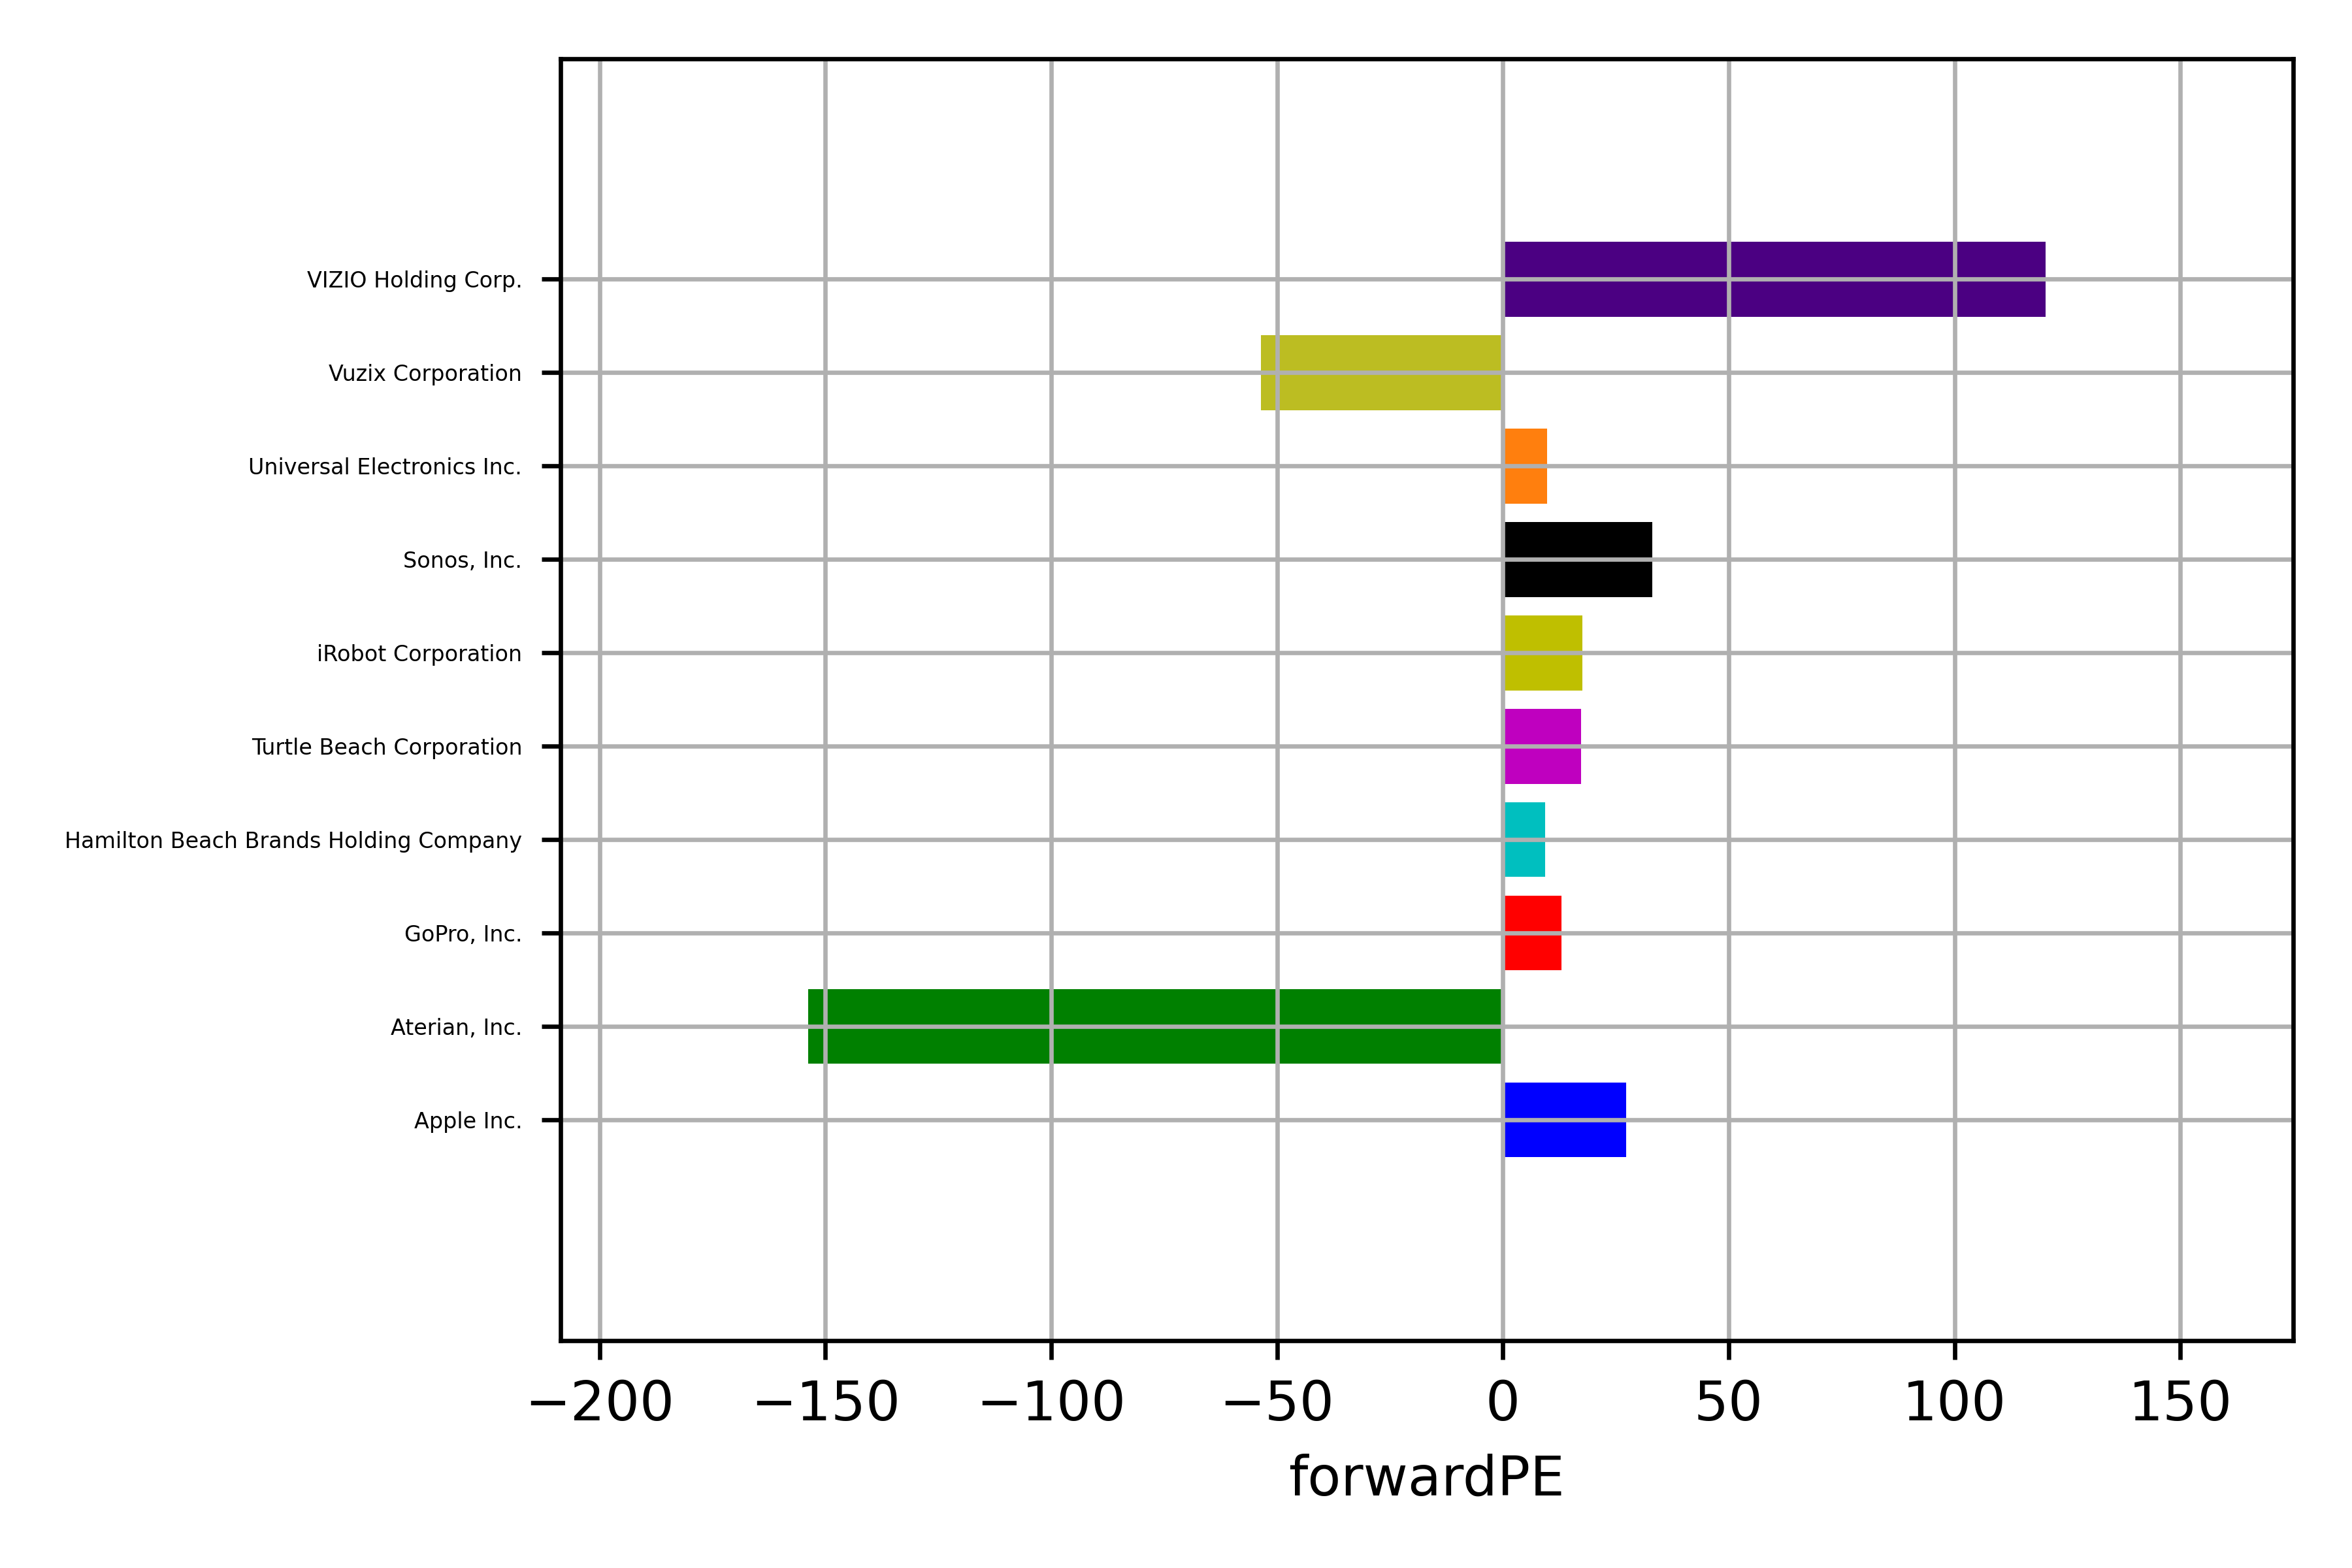 VIZIO Holding Corp.
Vuzix Corporation
Universal Electronics Inc.
Sonos, Inc.
iRobot Corporation
Turtle Beach Corporation
Hamilton Beach Brands Holding Company
GoPro, Inc.
Aterian, Inc.
Apple Inc.
−200 −150 −100 −50 0 50 100 150
forwardPE